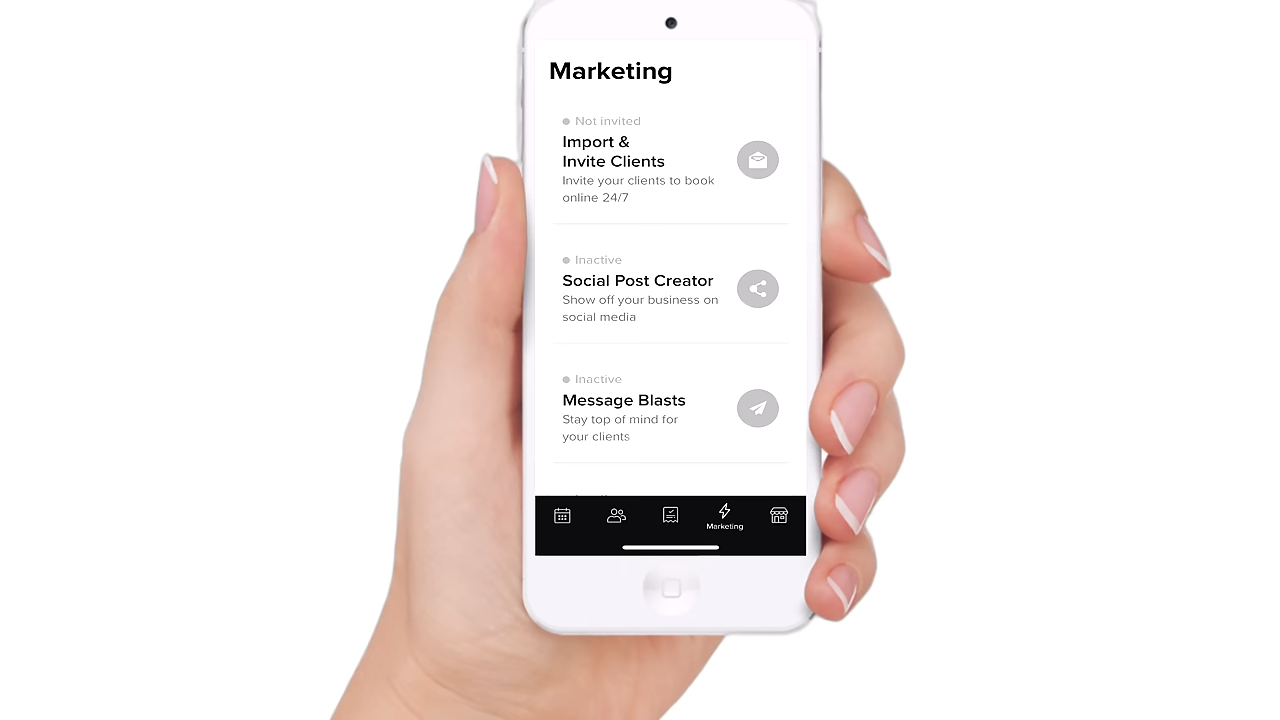 Marketing
Not invited
Import &
Invite Clients
Invite your clients to book
online 24/7
Inactive
Social Post Creator
Show off your business on
social media
Inactive
Message Blasts
Stay top of mind for
your clients
Marketing